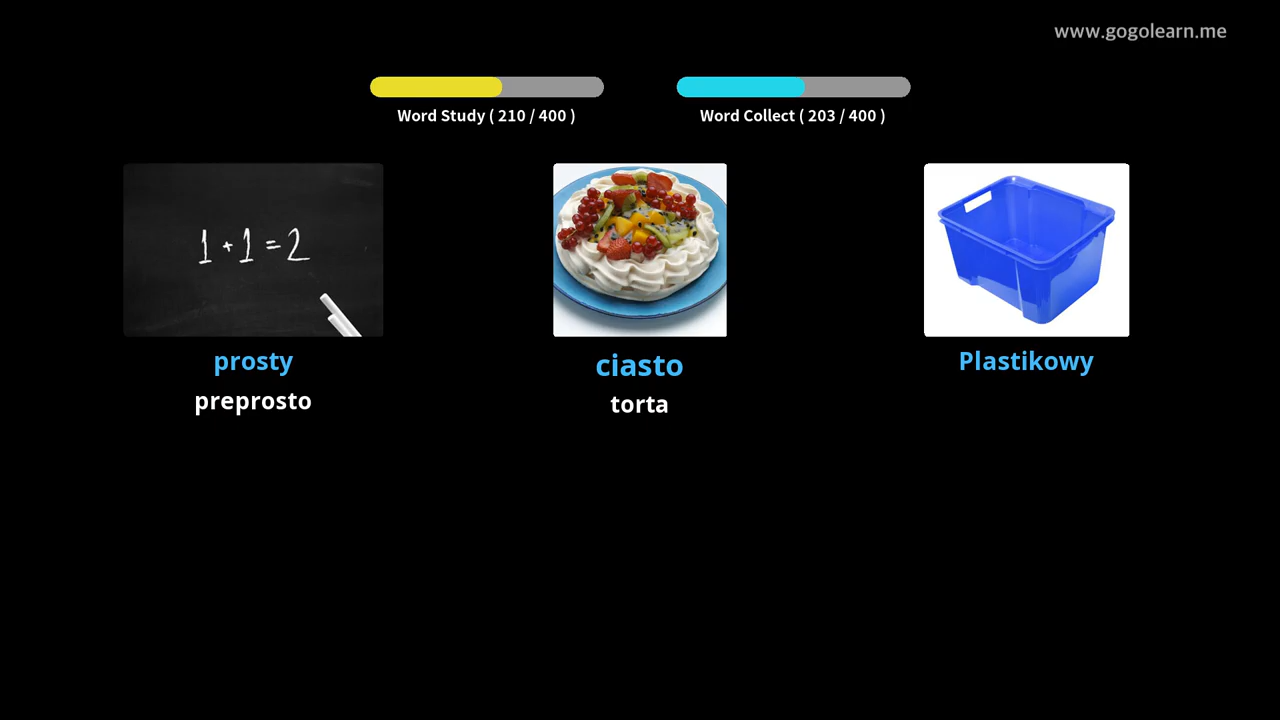 www.gogolearn.me
Word Study ( 210 / 400 )
Word Collect ( 203 / 400 )
1 + 1 = 2
prosty
ciasto
Plastikowy
preprosto
torta